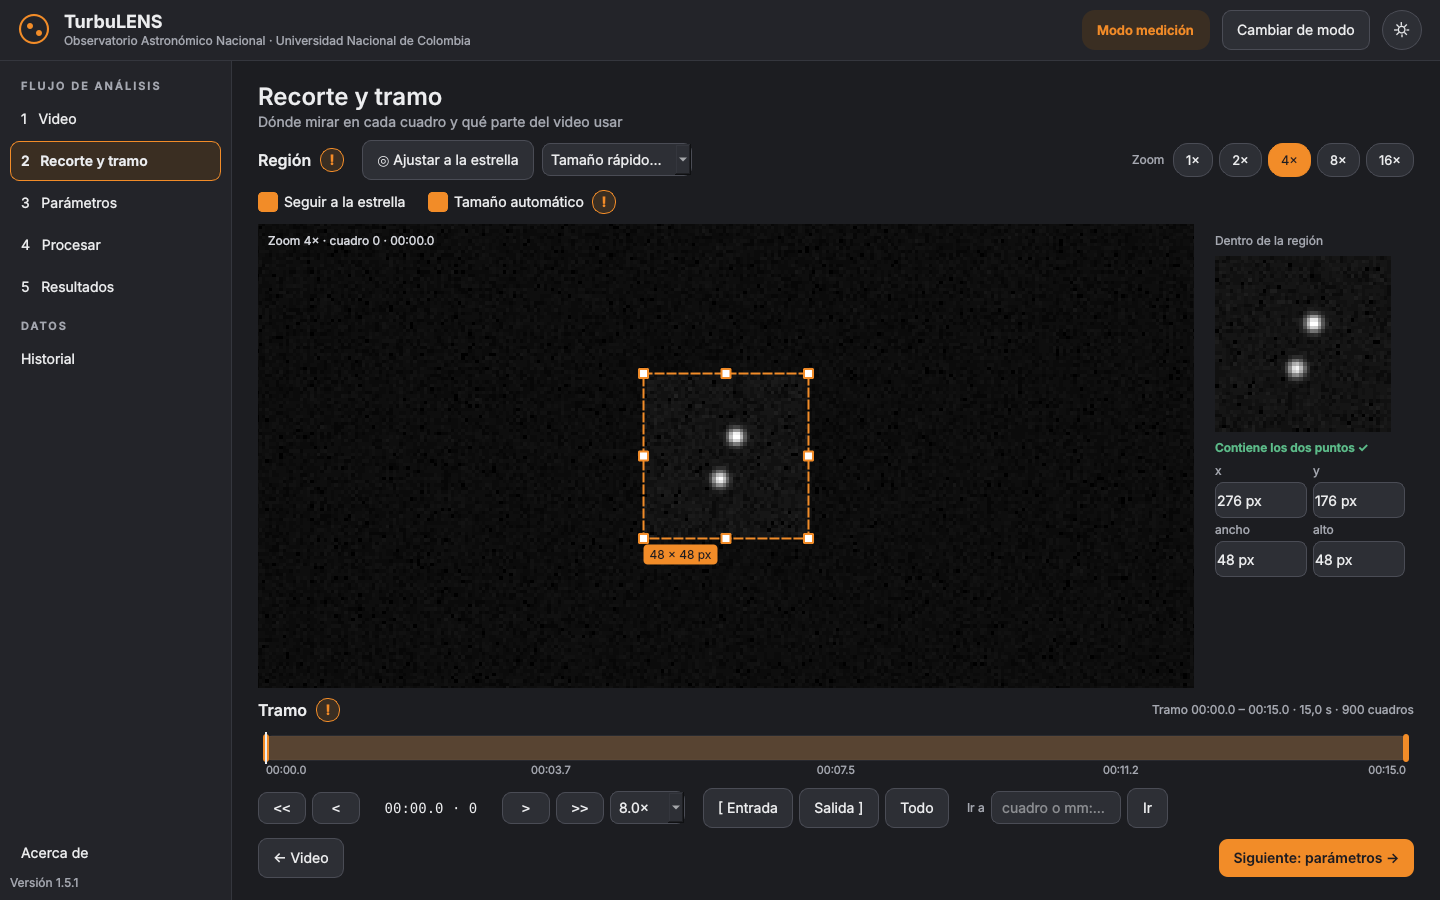 TurbuLENS
Observatorio Astronómico Nacional · Universidad Nacional de Colombia
Modo medición
Cambiar de modo
FLUJO DE ANÁLISIS
1 Video
2 Recorte y tramo
3 Parámetros
4 Procesar
5 Resultados
DATOS
Historial
Acerca de
Versión 1.5.1
Recorte y tramo
Dónde mirar en cada cuadro y qué parte del video usar
Región ! ◎ Ajustar a la estrella Tamaño rápido... Zoom 1× 2× 4× 8× 16×
Seguir a la estrella Tamaño automático !
Zoom 4× · cuadro 0 · 00:00.0
48 × 48 px
Dentro de la región
Contiene los dos puntos ✓
x y
276 px 176 px
ancho alto
48 px 48 px
Tramo ! Tramo 00:00.0 – 00:15.0 · 15,0 s · 900 cuadros
00:00.0 00:03.7 00:07.5 00:11.2 00:15.0
<< < 00:00.0 · 0 > >> 8.0× [ Entrada Salida ] Todo Ir a cuadro o mm:... Ir
← Video Siguiente: parámetros →